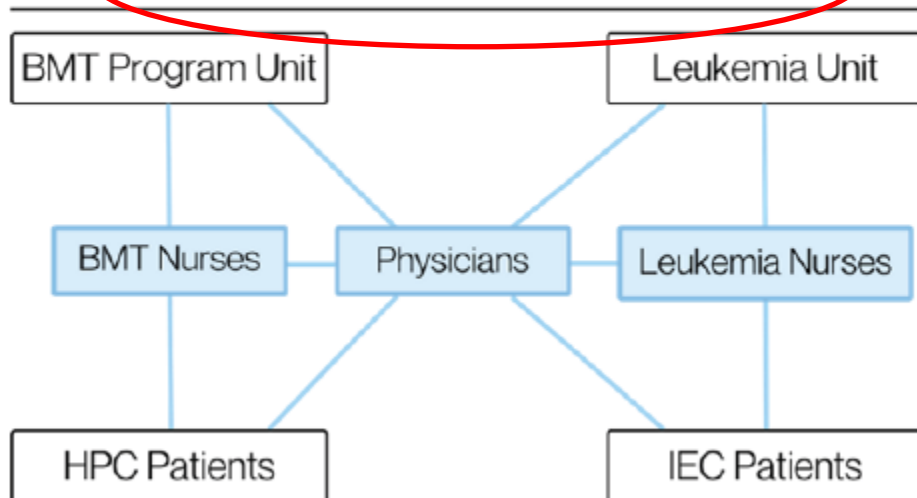 BMT Program Unit
Leukemia Unit
BMT Nurses
Physicians
Leukemia Nurses
HPC Patients
IEC Patients